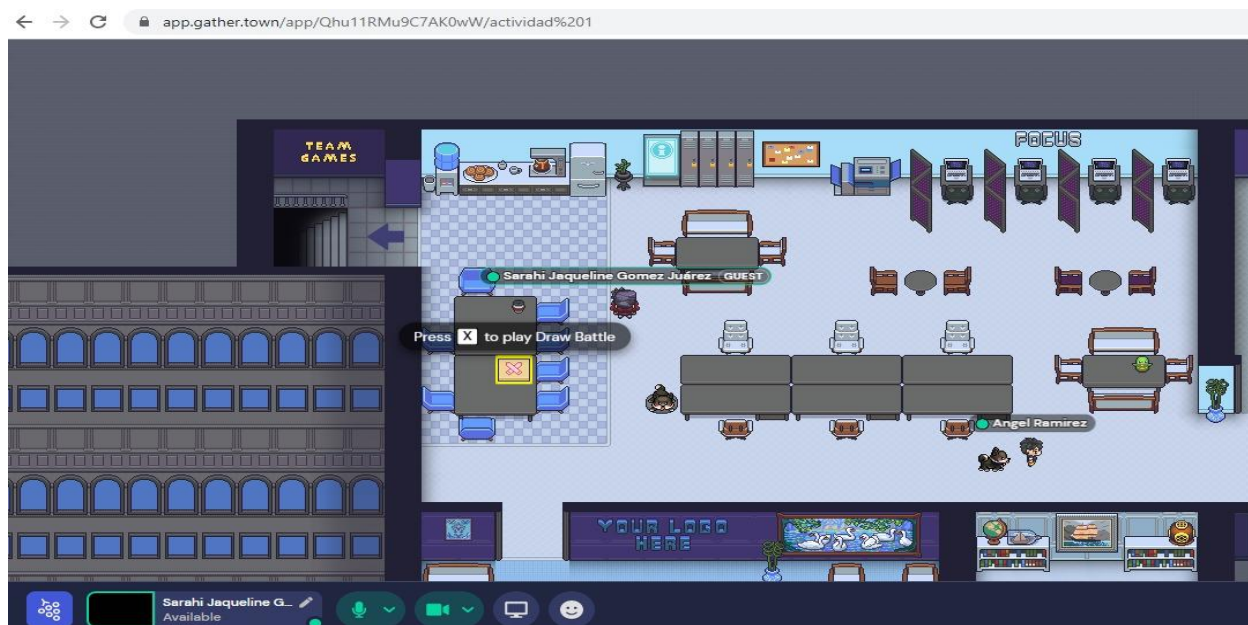 app.gather.town/app/Qhu11RMu9C7AK0wW/actividad%201
TEAM
GAMES
FOCUS
Sarahi Jaqueline Gomez Juárez GUEST
Press X to play Draw Battle
Angel Ramirez
YOUR LOGO
HERE
Sarahi Jaqueline G...
Available